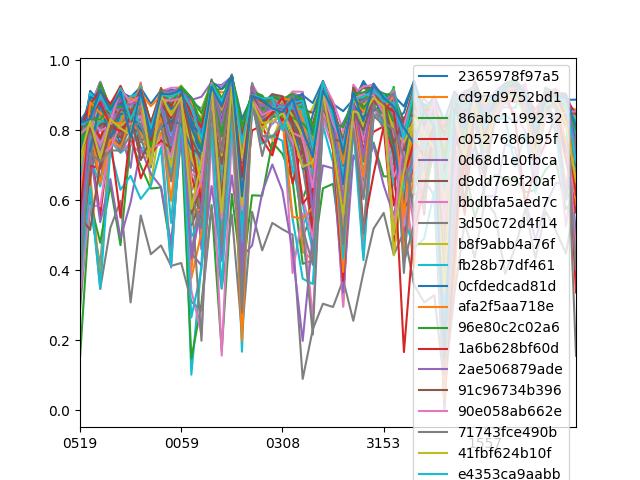 1.0
0.8
0.6
0.4
0.2
0.0
0519
0059
0308
3153
1557
2365978f97a5
cd97d9752bd1
86abc1199232
c0527686b95f
0d68d1e0fbca
d9dd769f20af
bbdbfa5aed7c
3d50c72d4f14
b8f9abb4a76f
fb28b77df461
0cfdedcad81d
afa2f5aa718e
96e80c2c02a6
1a6b628bf60d
2ae506879ade
91c96734b396
90e058ab662e
71743fce490b
41fbf624b10f
e4353ca9aabb